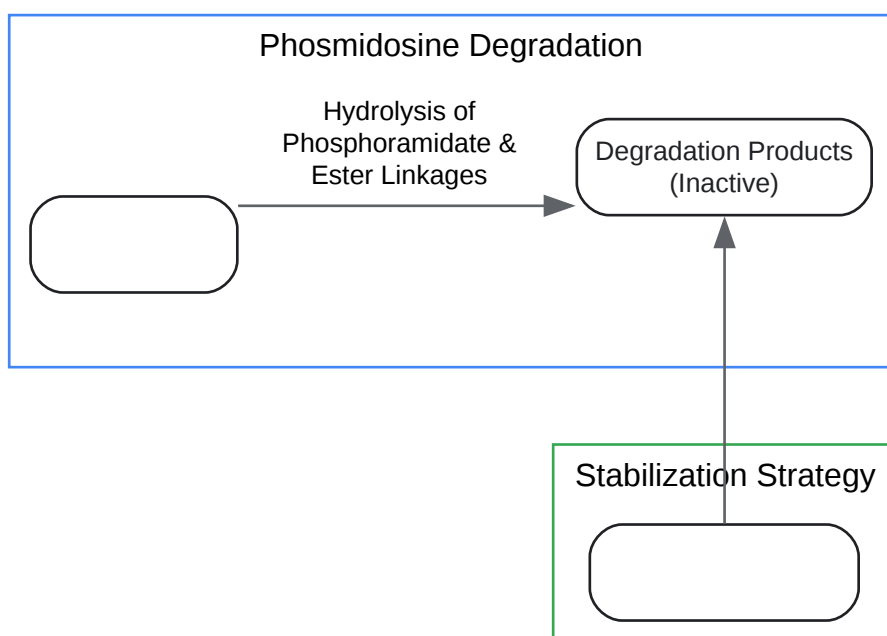 Phosmidosine Degradation
Hydrolysis of
Phosphoramidate &
Ester Linkages
Degradation Products
(Inactive)
Stabilization Strategy